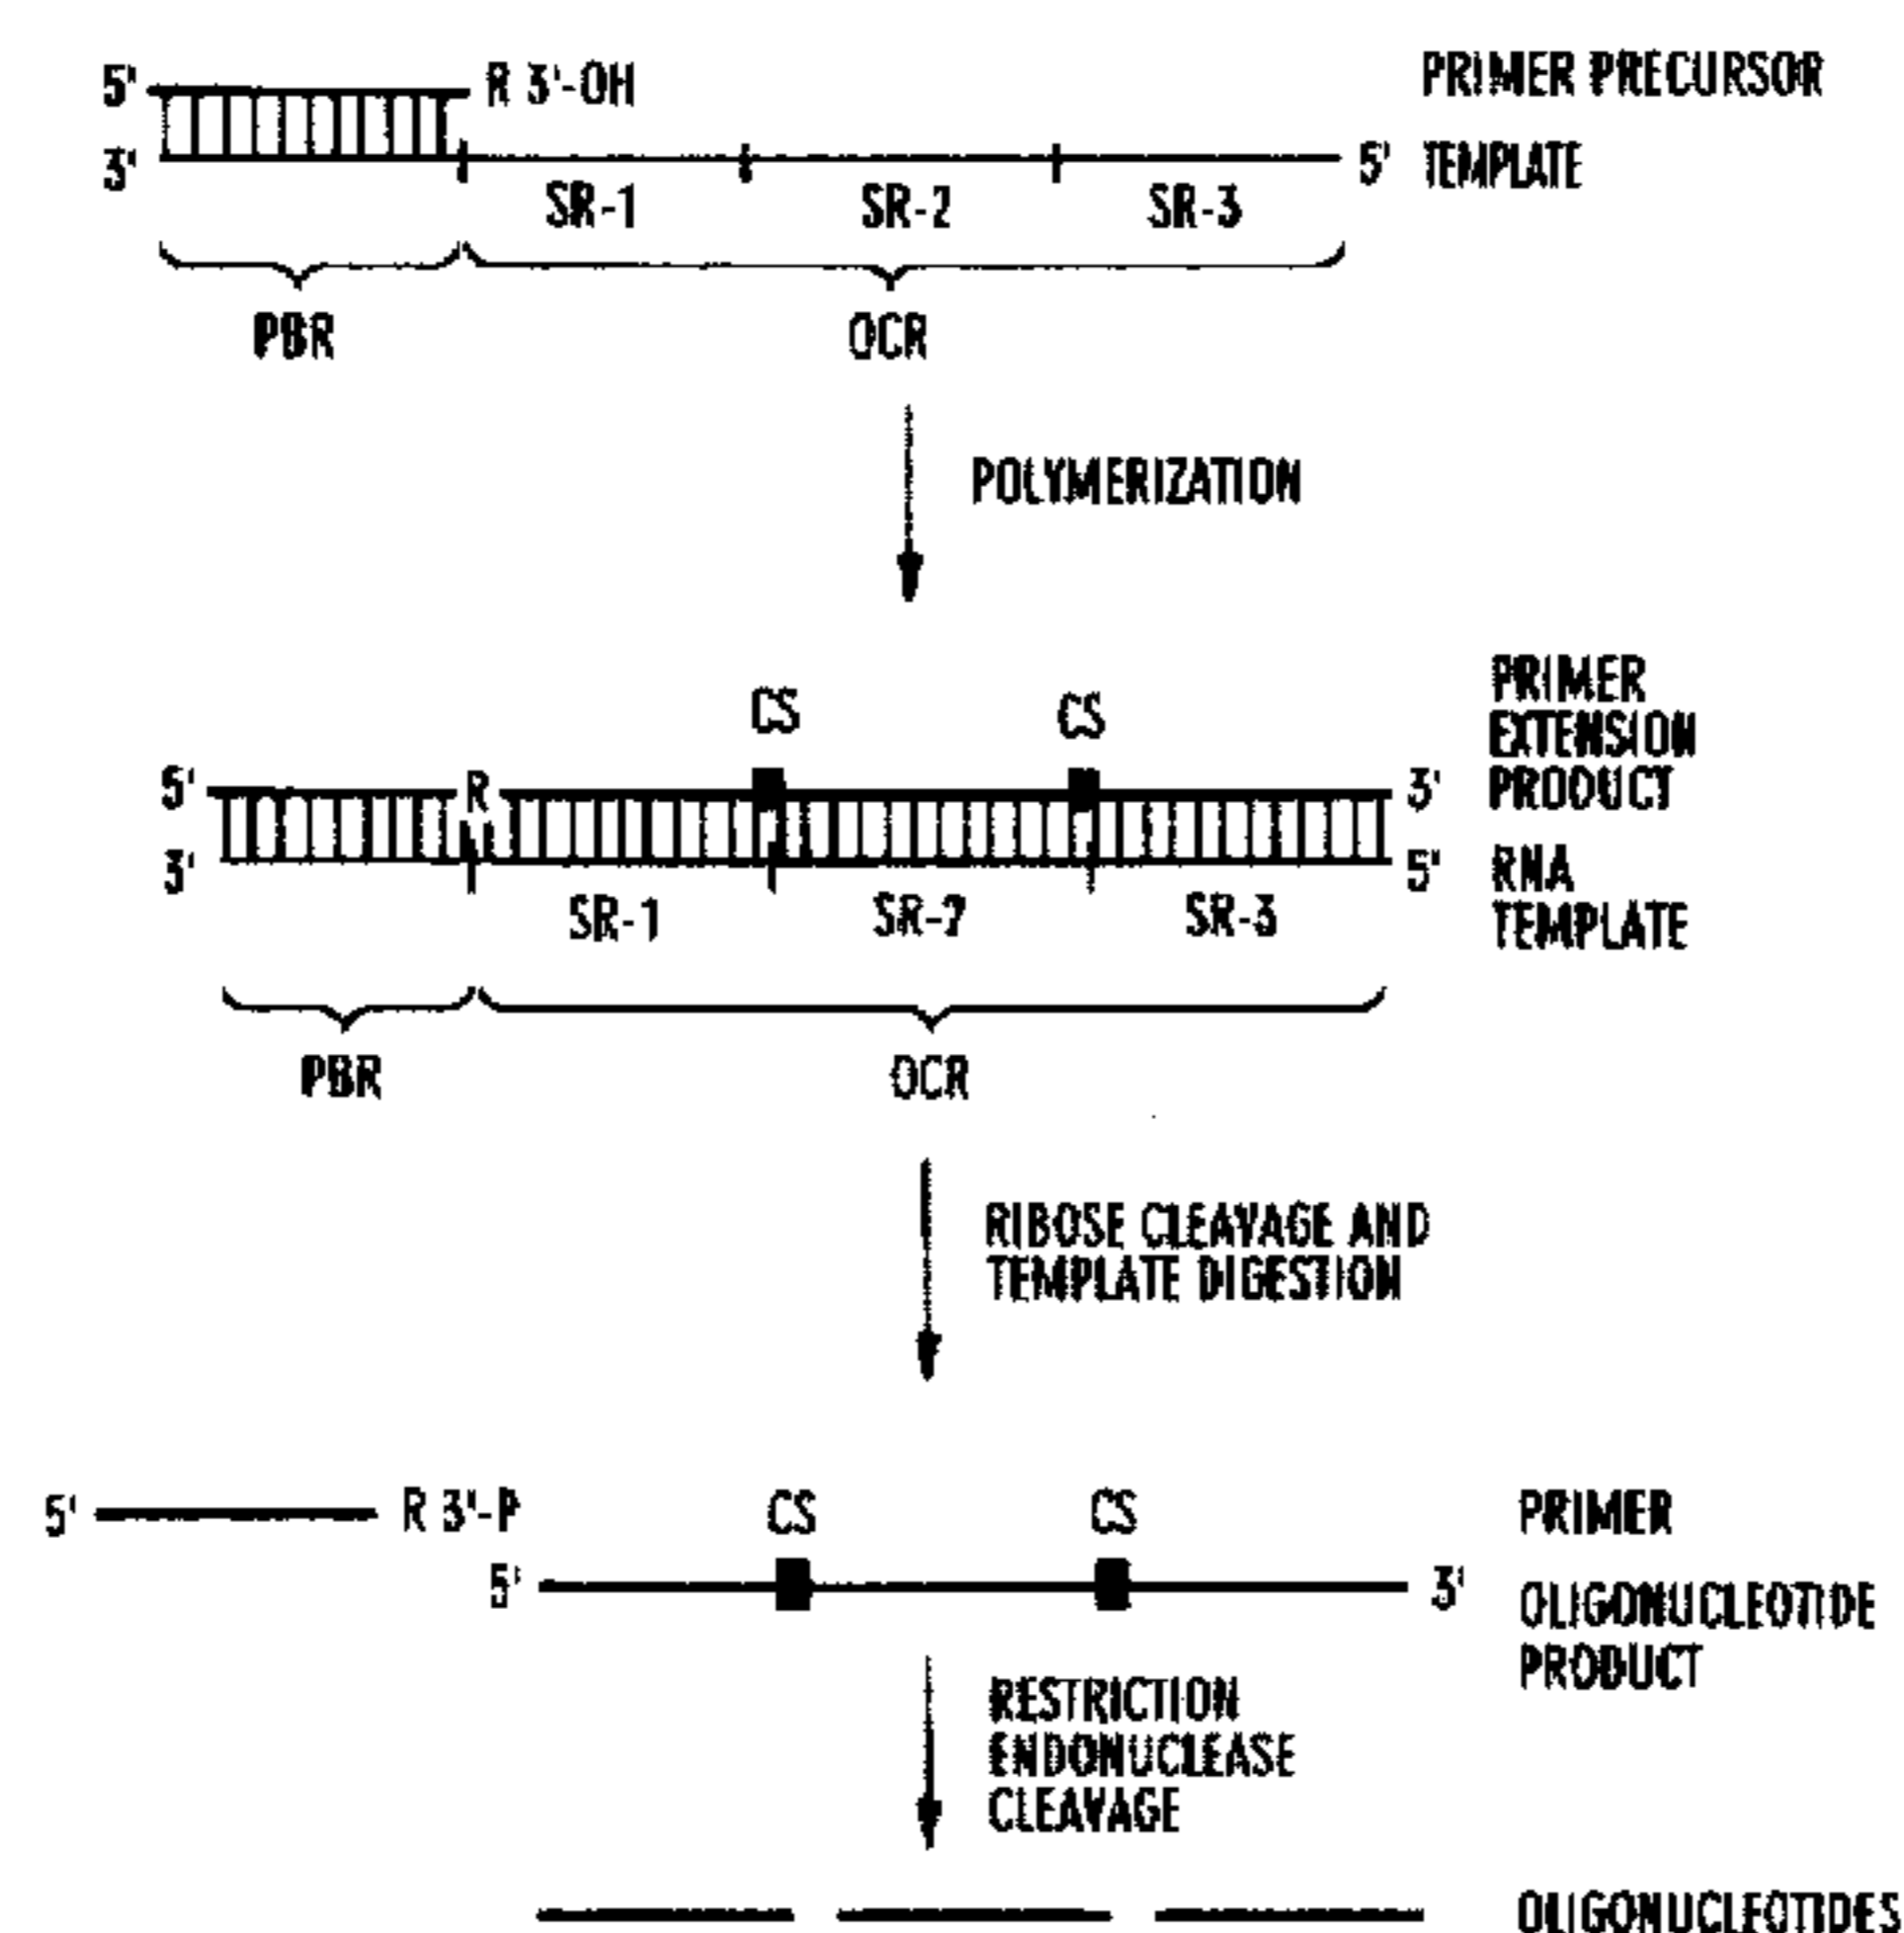 5' R 3'-OH PRIMER PRECURSOR
3' 5' TEMPLATE
SR-1 SR-2 SR-3
PBR OCR
POLYMERIZATION
CS CS
PRIMER
EXTENSION
5' R 3' PRODUCT
3' 5' RNA
SR-1 SR-2 SR-3 TEMPLATE
PBR OCR
RIBOSE CLEAVAGE AND
TEMPLATE DIGESTION
5' R 3'-P CS CS PRIMER
5' 3' OLIGONUCLEOTIDE
PRODUCT
RESTRICTION
ENDONUCLEASE
CLEAVAGE
OLIGONUCLEOTIDES